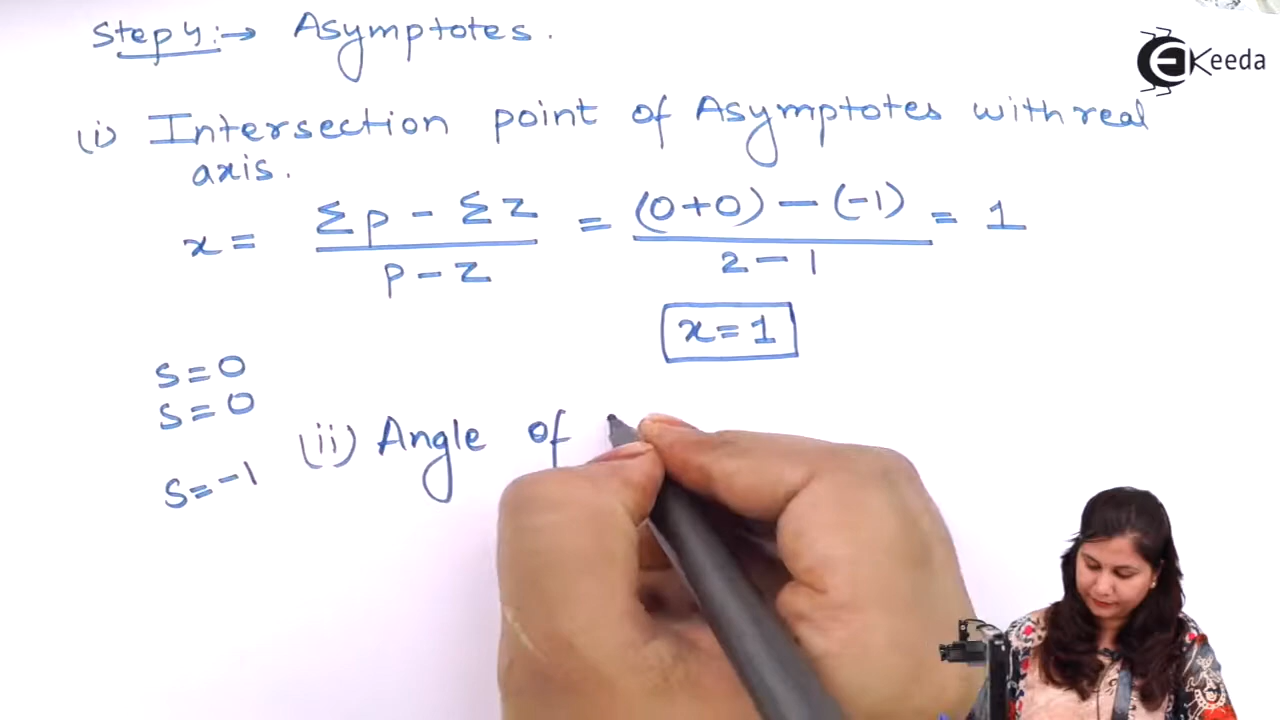 Step 4:→ Asymptotes.
EKeeda
(i) Intersection point of Asymptotes with real
axis.
x = Σp - Σz / p - z = (0+0) - (-1) / 2 - 1 = 1
x = 1
s = 0
s = 0
(ii) Angle of
s = -1